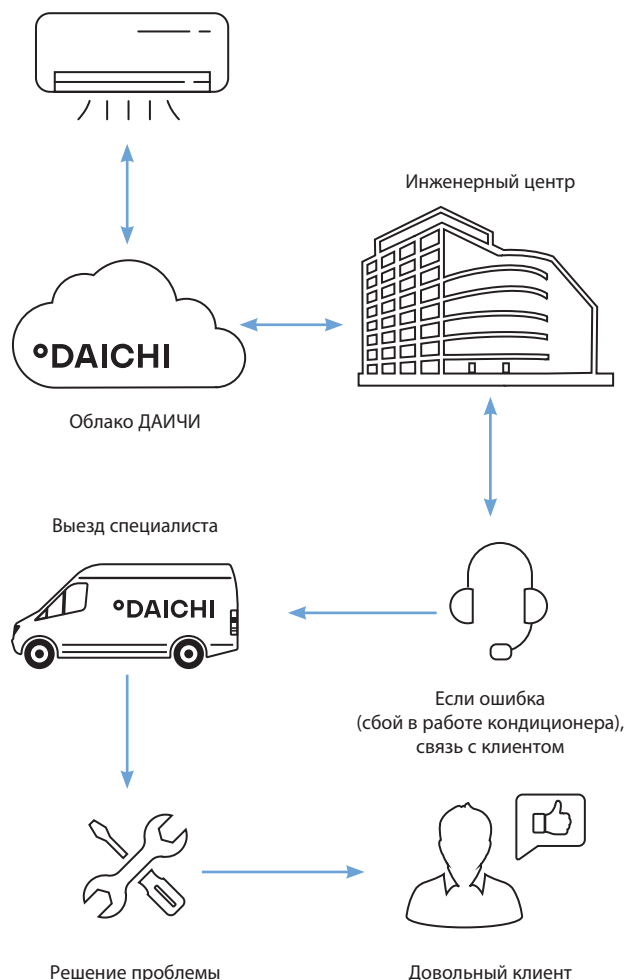 Инженерный центр
°DAICHI
Облако ДАИЧИ
Выезд специалиста
°DAICHI
Если ошибка
(сбой в работе кондиционера),
связь с клиентом
Решение проблемы
Довольный клиент